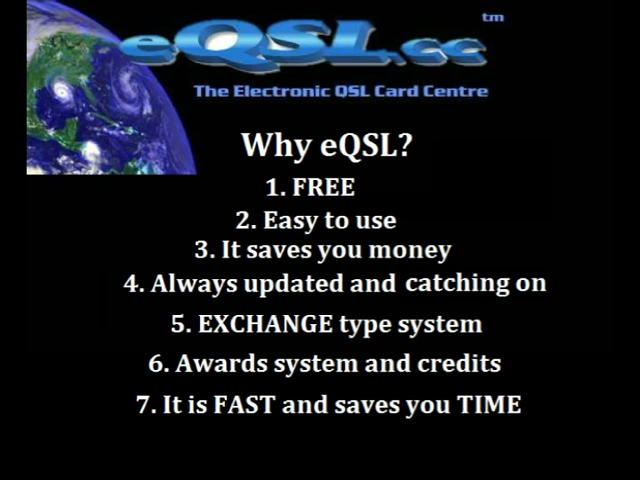 eQSL.cc tm
The Electronic QSL Card Centre
Why eQSL?
1. FREE
2. Easy to use
3. It saves you money
4. Always updated and catching on
5. EXCHANGE type system
6. Awards system and credits
7. It is FAST and saves you TIME